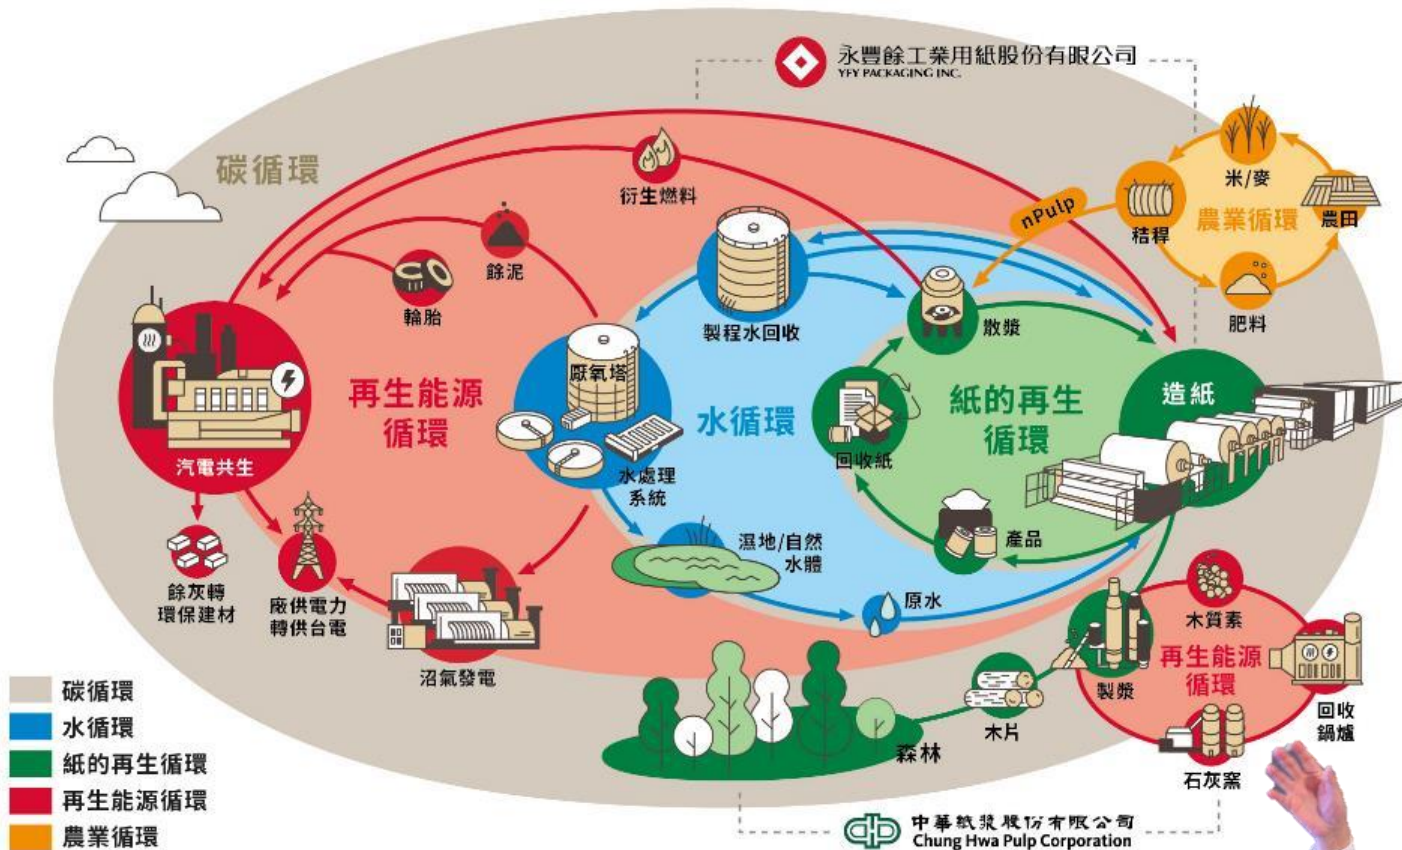 永豐餘工業用紙股份有限公司
YFY PACKAGING INC.
碳循環
衍生燃料
nPulp
米/麥
秸稈
農業循環
農田
肥料
餘泥
輪胎
製程水回收
散漿
厭氧塔
再生能源
循環
水循環
紙的再生
循環
造紙
回收紙
汽電共生
水處理
系統
產品
濕地/自然
水體
原水
餘灰轉
環保建材
廠供電力
轉供台電
沼氣發電
木質素
再生能源
循環
製漿
回收
鍋爐
木片
森林
石灰窯
碳循環
水循環
紙的再生循環
再生能源循環
農業循環
中華紙漿股份有限公司
Chung Hwa Pulp Corporation